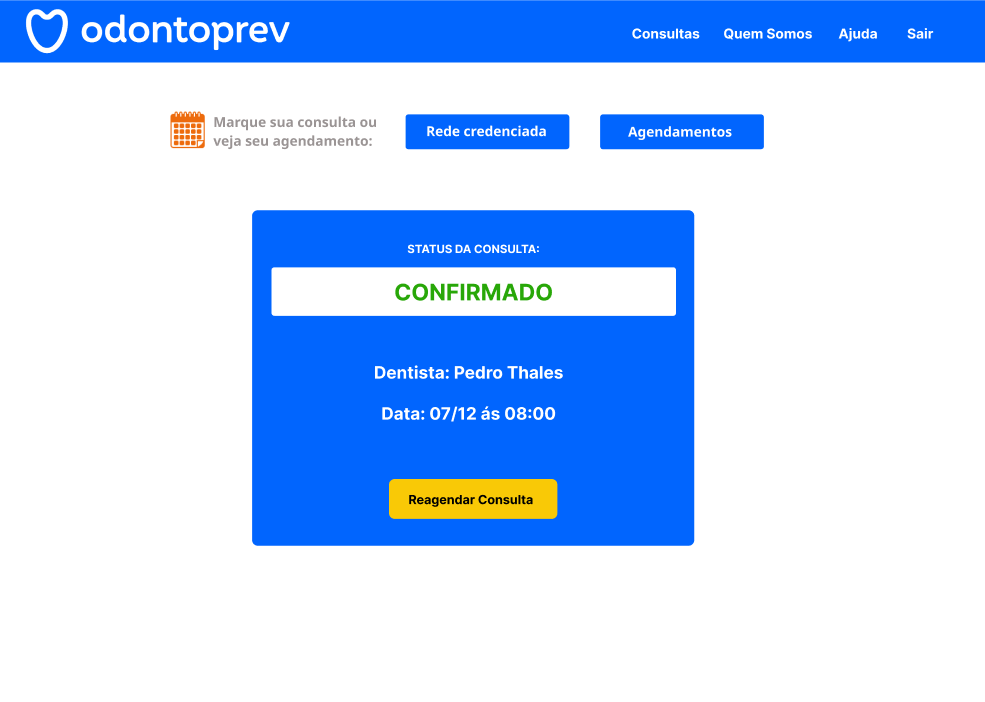 odontoprev
Consultas Quem Somos Ajuda Sair
Marque sua consulta ou
veja seu agendamento:
Rede credenciada
Agendamentos
STATUS DA CONSULTA:
CONFIRMADO
Dentista: Pedro Thales
Data: 07/12 ás 08:00
Reagendar Consulta